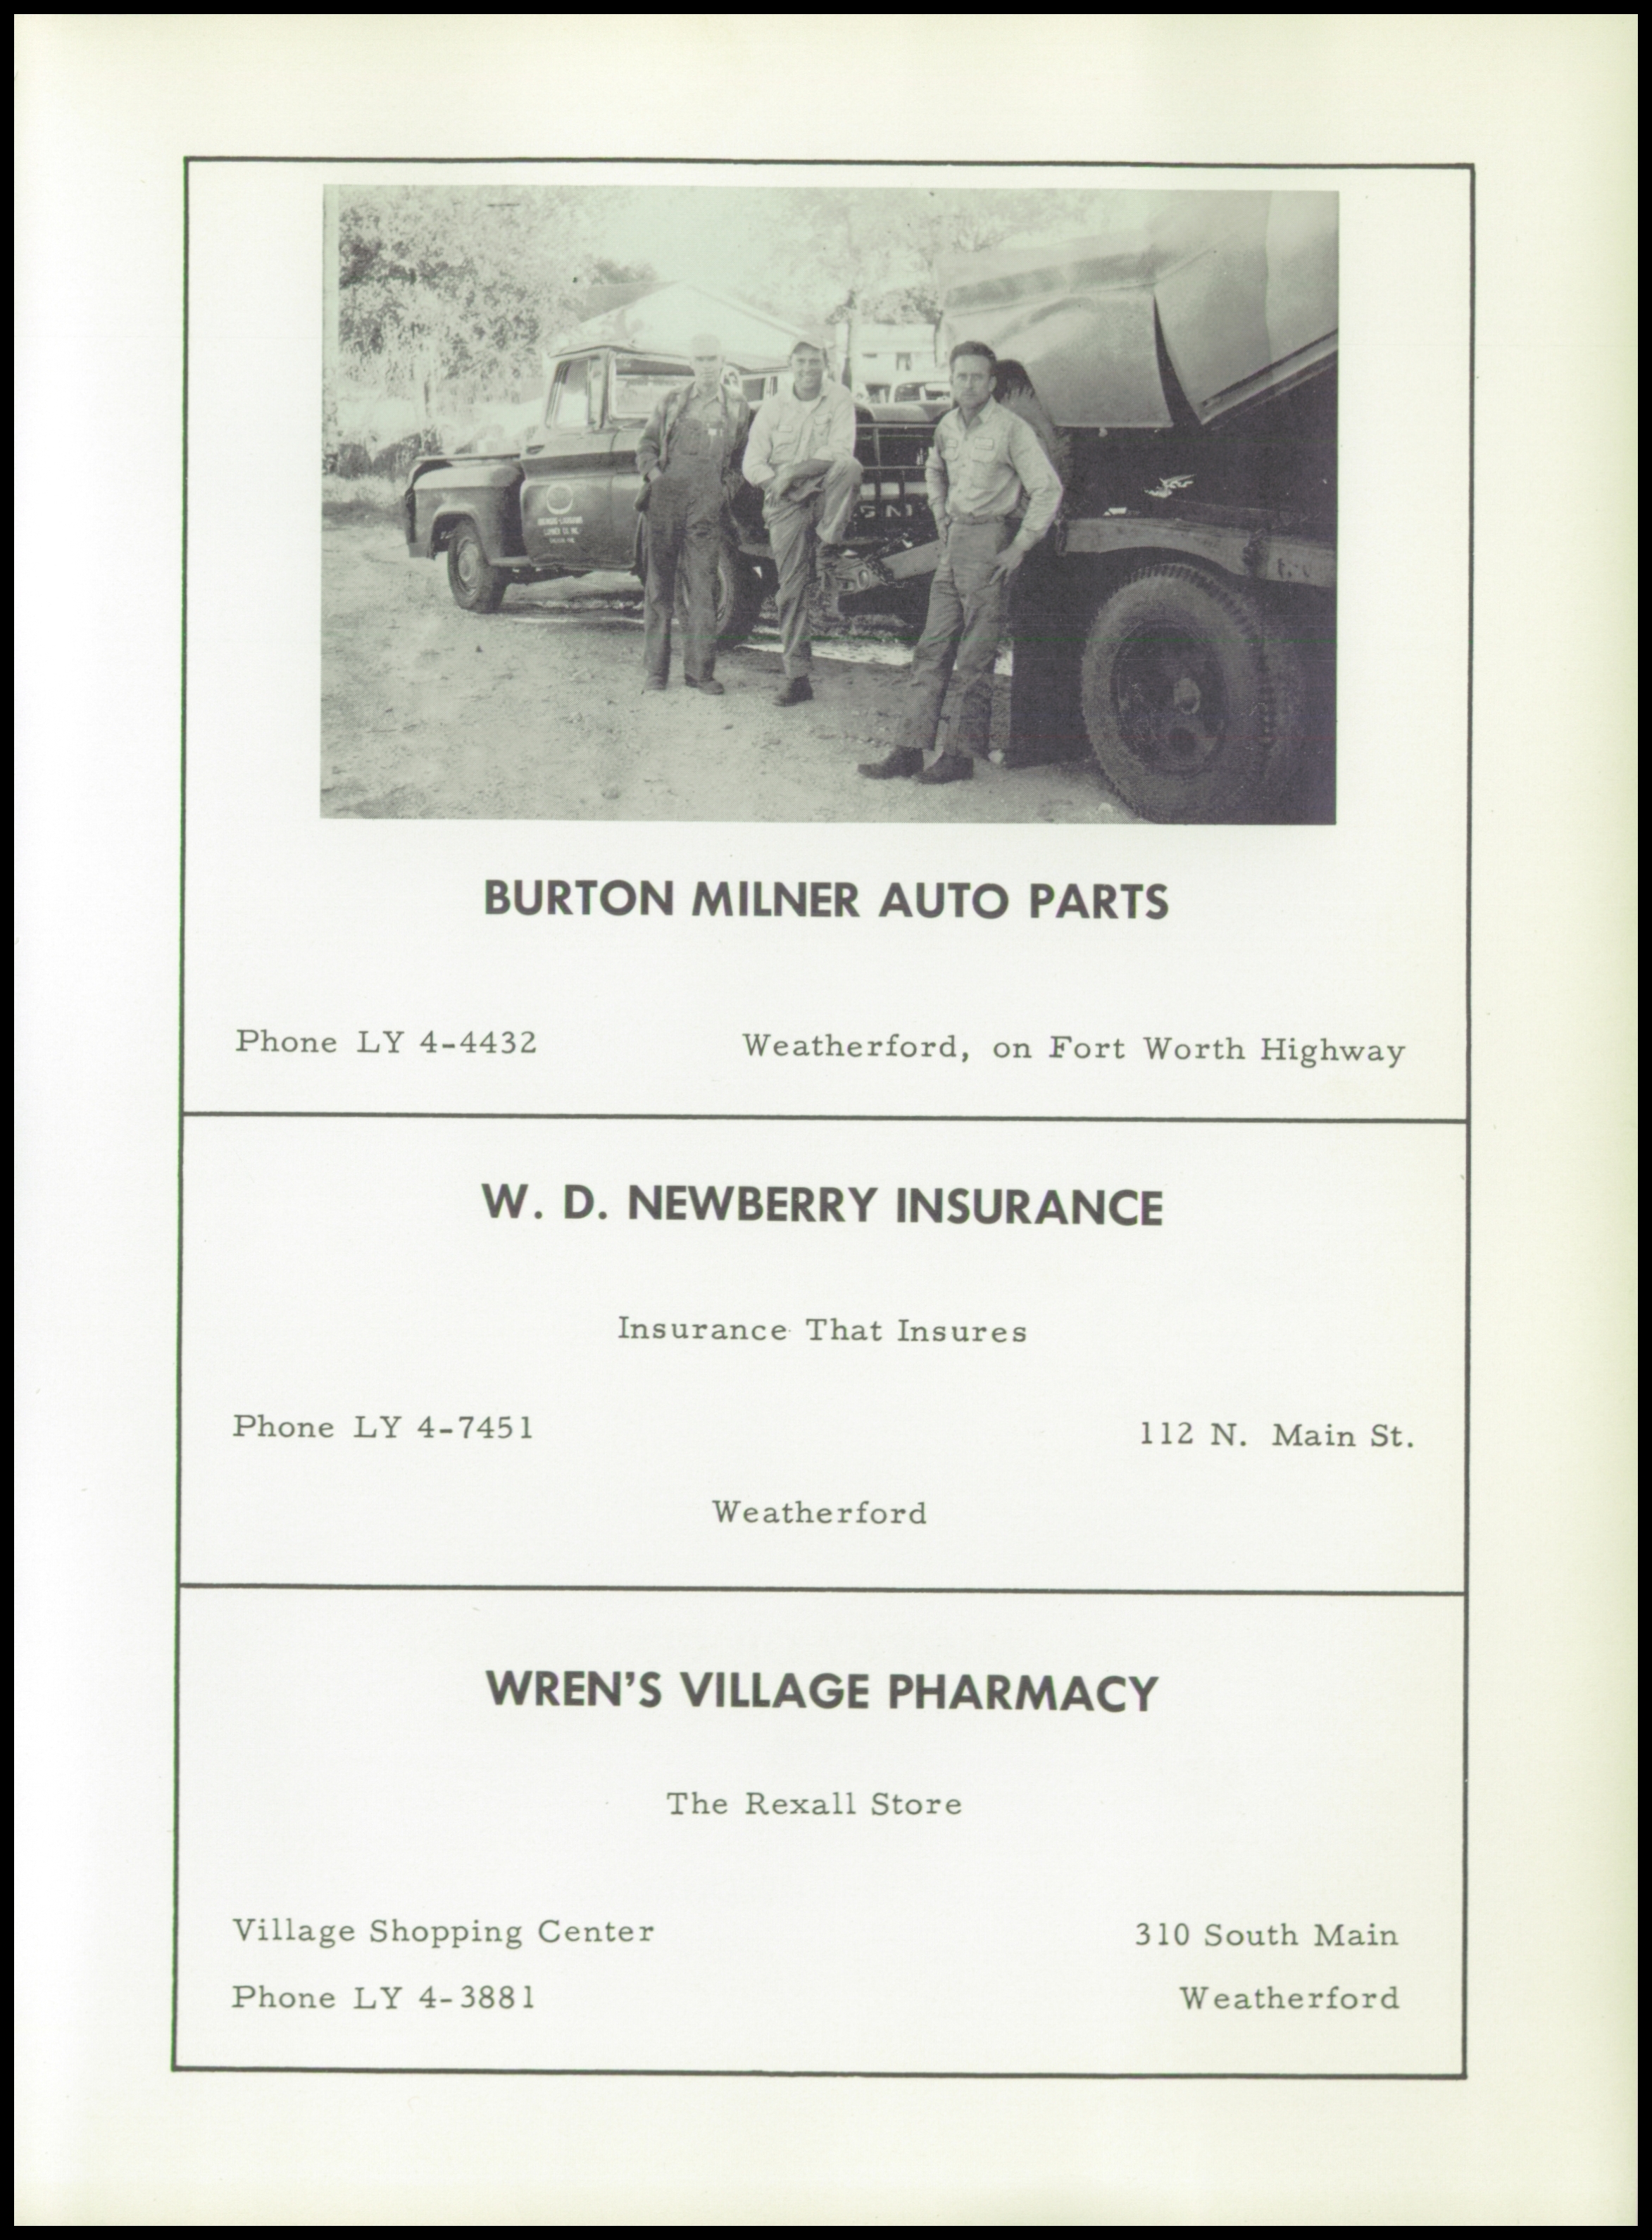 BURTON MILNER AUTO PARTS
Phone LY 4-4432 Weatherford, on Fort Worth Highway
W. D. NEWBERRY INSURANCE
Insurance That Insures
Phone LY 4-7451 112 N. Main St.
Weatherford
WREN'S VILLAGE PHARMACY
The Rexall Store
Village Shopping Center 310 South Main
Phone LY 4-3881 Weatherford